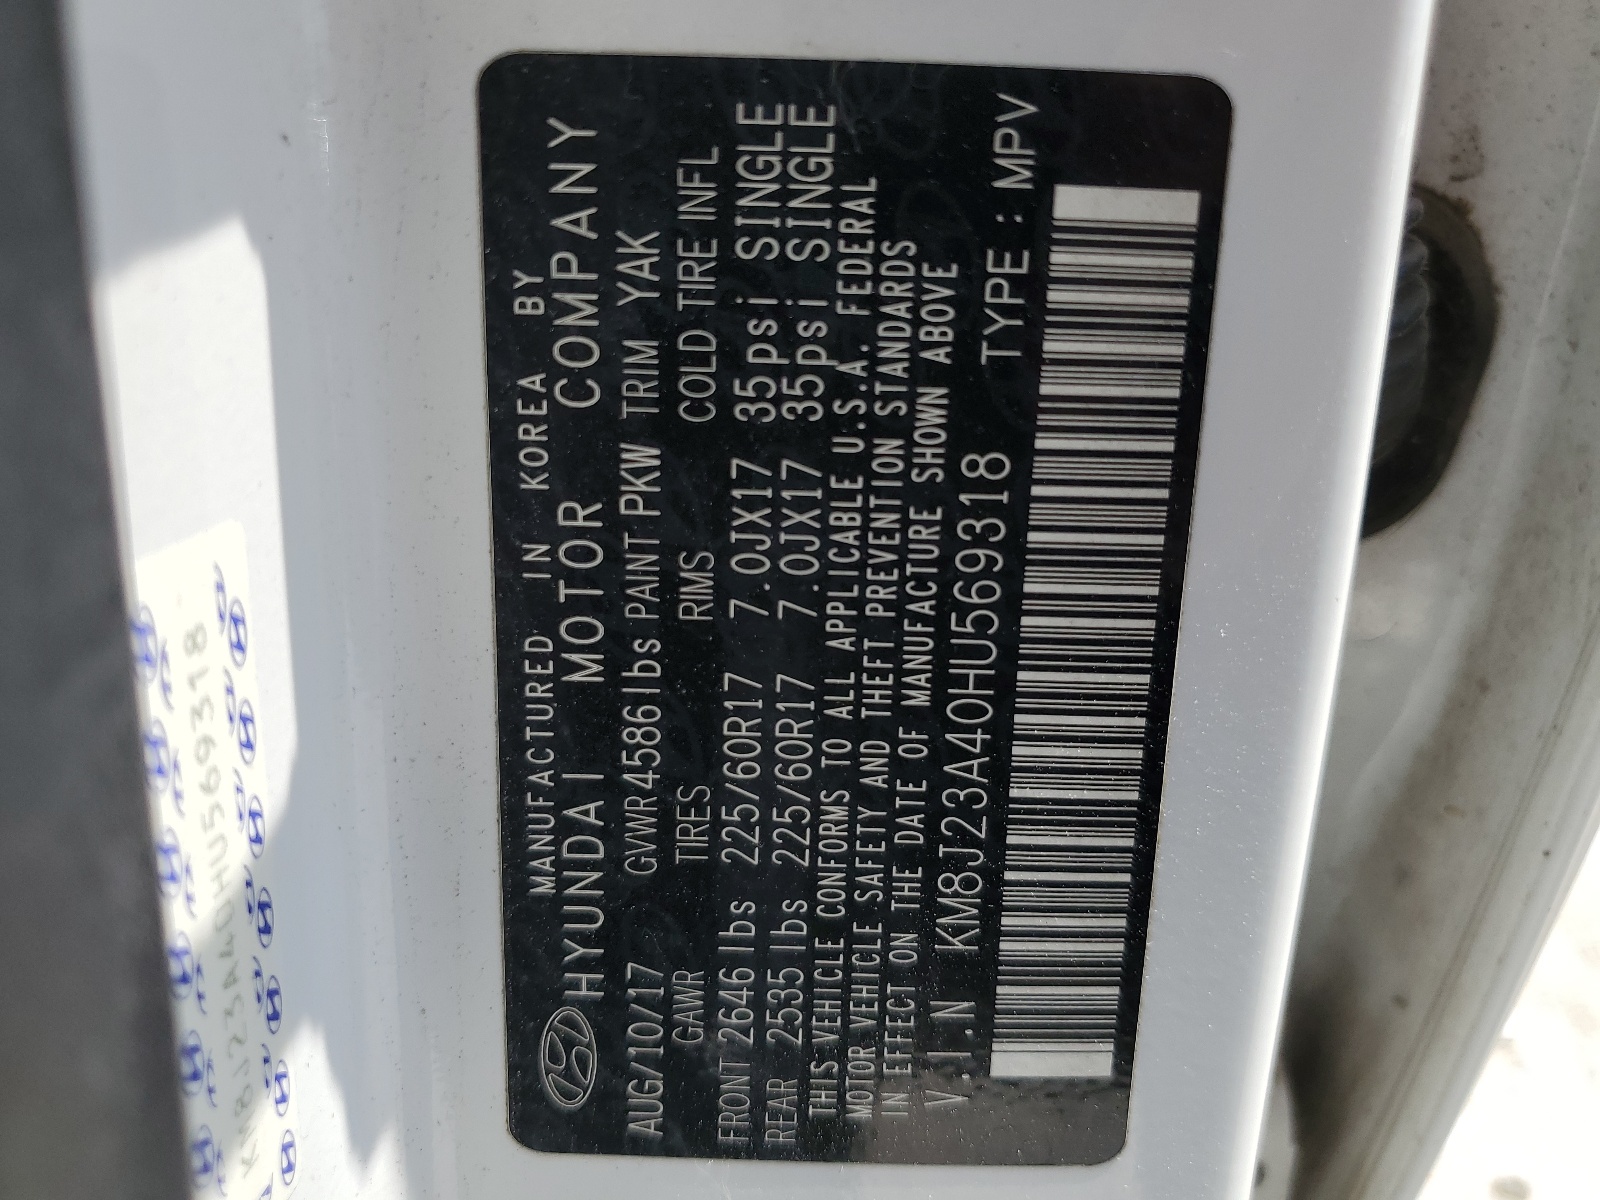 MANUFACTURED IN KOREA BY
HYUNDAI MOTOR COMPANY
AUG/10/17 GVWR 4586 lbs PAINT PKW TRIM YAK
GAWR TIRES RIMS COLD TIRE INFL
FRONT 2646 lbs 225/60R17 7.0JX17 35psi SINGLE
REAR 2535 lbs 225/60R17 7.0JX17 35psi SINGLE
THIS VEHICLE CONFORMS TO ALL APPLICABLE U.S.A. FEDERAL
MOTOR VEHICLE SAFETY AND THEFT PREVENTION STANDARDS
IN EFFECT ON THE DATE OF MANUFACTURE SHOWN ABOVE
V.I.N KM8J23A40HU569318 TYPE : MPV
KM8J23A40HU569318